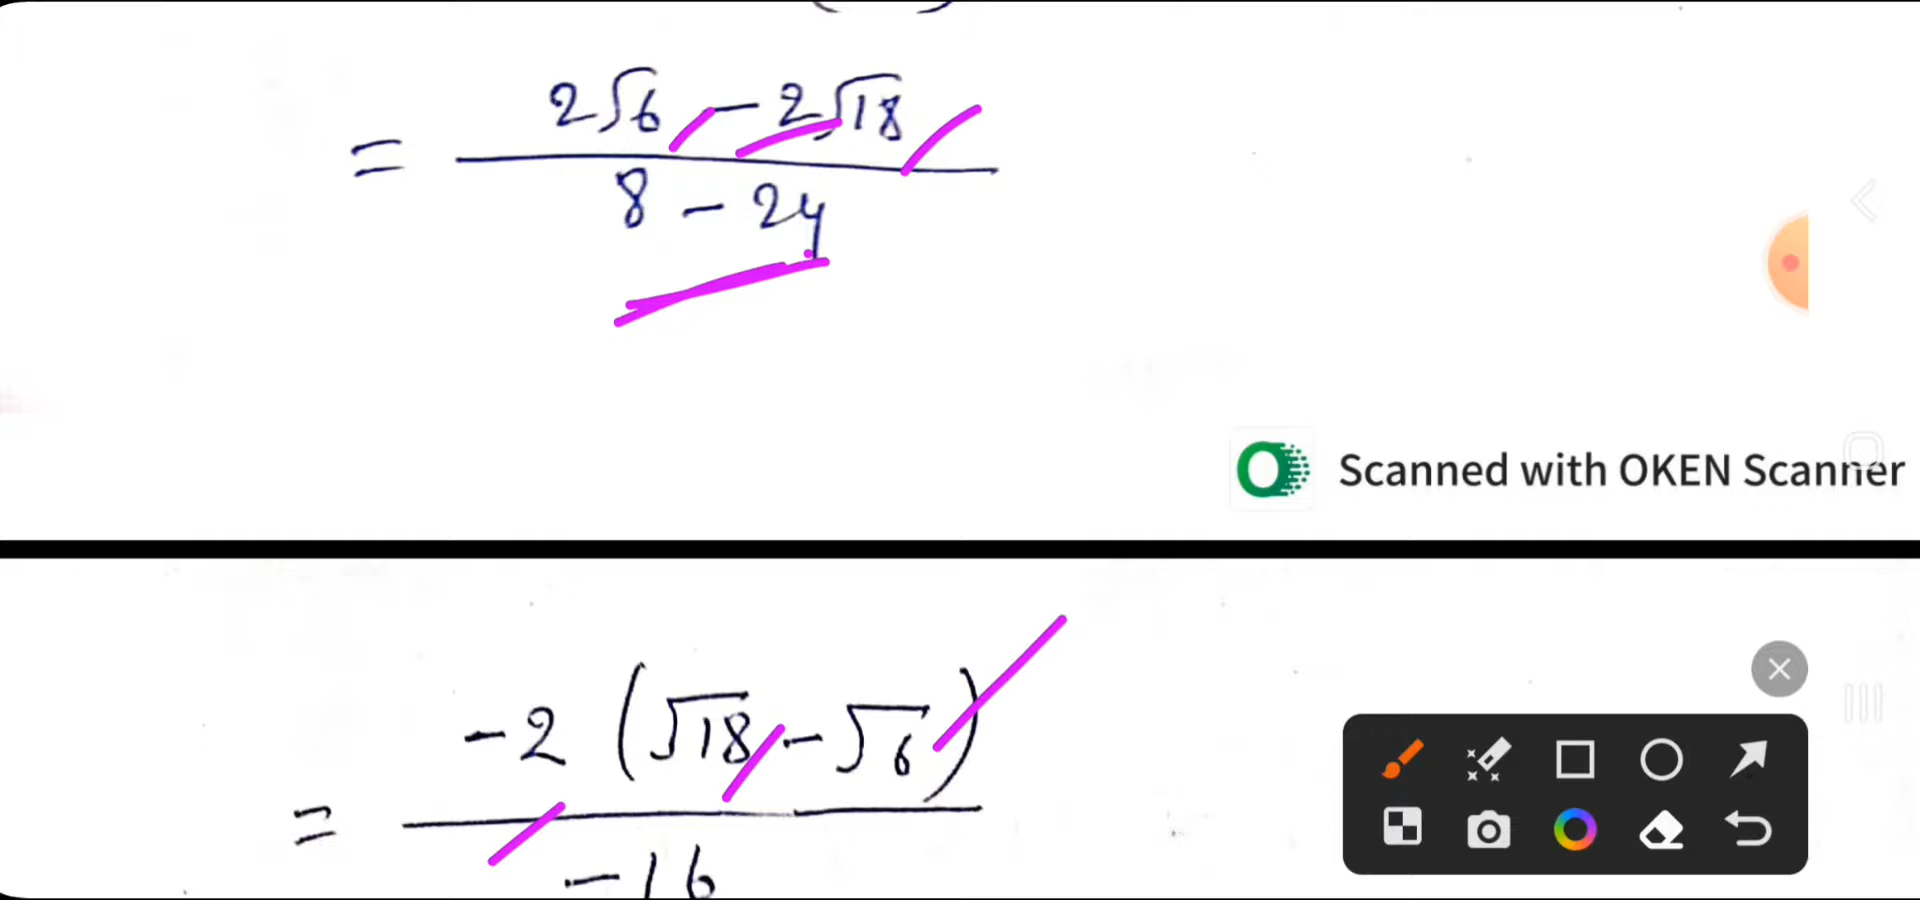 2√6 - 2√18
=
8 - 24
Scanned with OKEN Scanner
-2 (√18 - √6)
=
-16